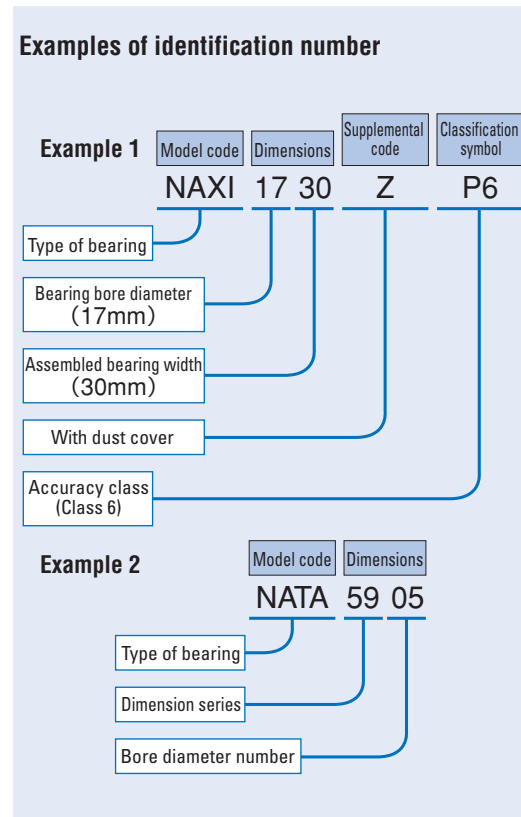 Examples of identification number
Supplemental code
Classification symbol
Example 1
Model code
Dimensions
NAXI 17 30 Z P6
Type of bearing
Bearing bore diameter
(17mm)
Assembled bearing width
(30mm)
With dust cover
Accuracy class
(Class 6)
Example 2
Model code
Dimensions
NATA 59 05
Type of bearing
Dimension series
Bore diameter number